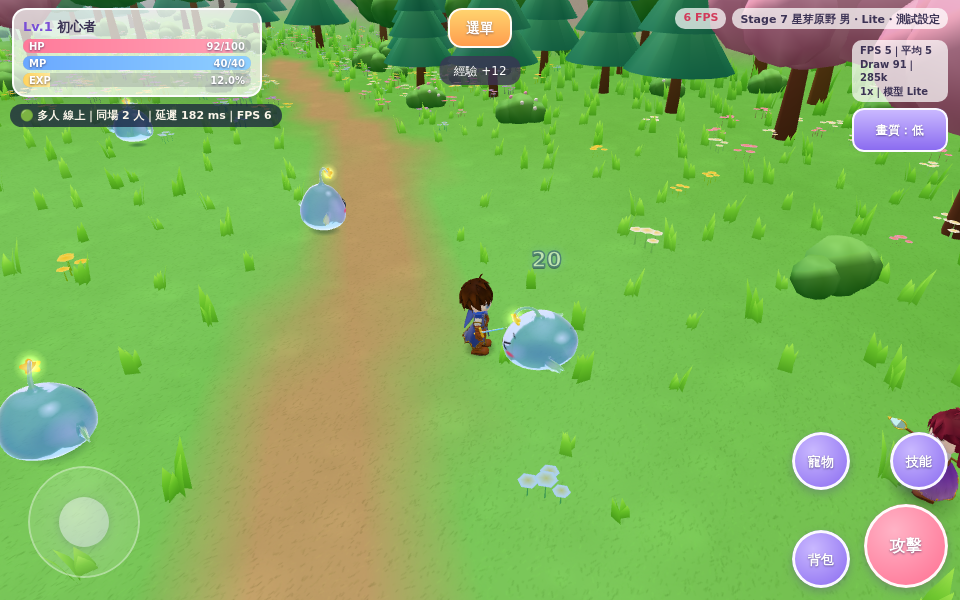 Lv.1 初心者
HP 92/100
MP 40/40
EXP 12.0%
多人 線上 | 同場 2 人 | 延遲 182 ms | FPS 6
選單
經驗 +12
6 FPS
Stage 7 星芽原野 男・Lite・測試設定
FPS 5 | 平均 5
Draw 91 |
285k
1x | 模型 Lite
畫質：低
20
寵物
技能
背包
攻擊